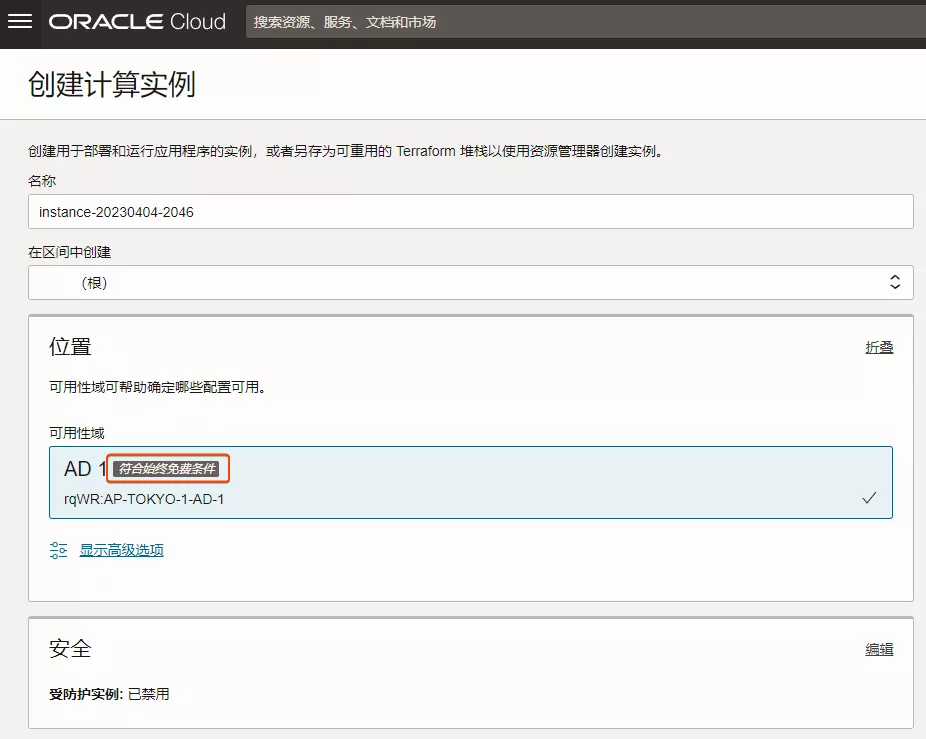 ORACLE Cloud
搜索资源、服务、文档和市场
创建计算实例
创建用于部署和运行应用程序的实例，或者另存为可重用的 Terraform 堆栈以使用资源管理器创建实例。
名称
instance-20230404-2046
在区间中创建
（根）
位置
折叠
可用性域可帮助确定哪些配置可用。
可用性域
AD 1 符合始终免费条件
rqWR:AP-TOKYO-1-AD-1
显示高级选项
安全
编辑
受防护实例: 已禁用